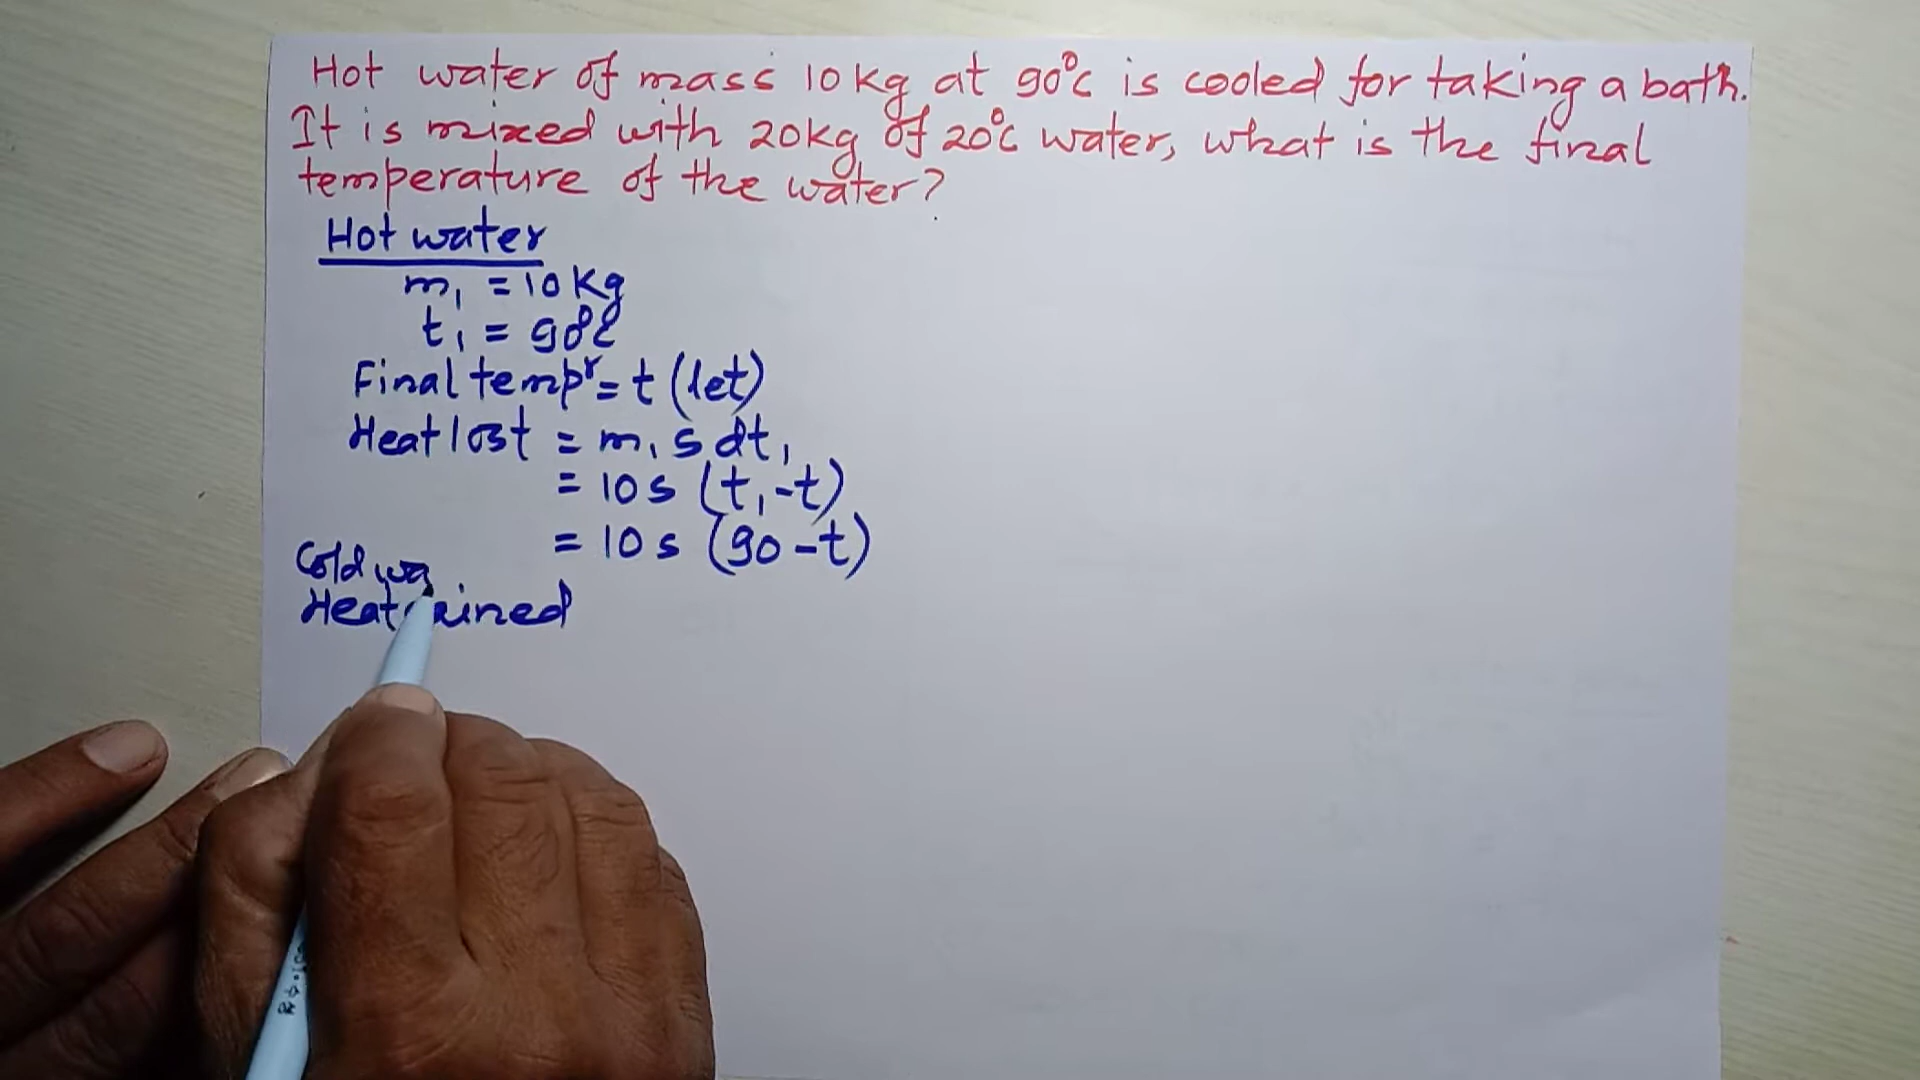 Hot water of mass 10 kg at 90°C is cooled for taking a bath.
It is mixed with 20kg of 20°C water, what is the final
temperature of the water?
Hot water
m₁ = 10 Kg
t₁ = 90°C
Final tempʳ = t (let)
Heat lost = m₁ s dt₁
= 10 s (t₁-t)
= 10 s (90-t)
Cold wa
Heat gained